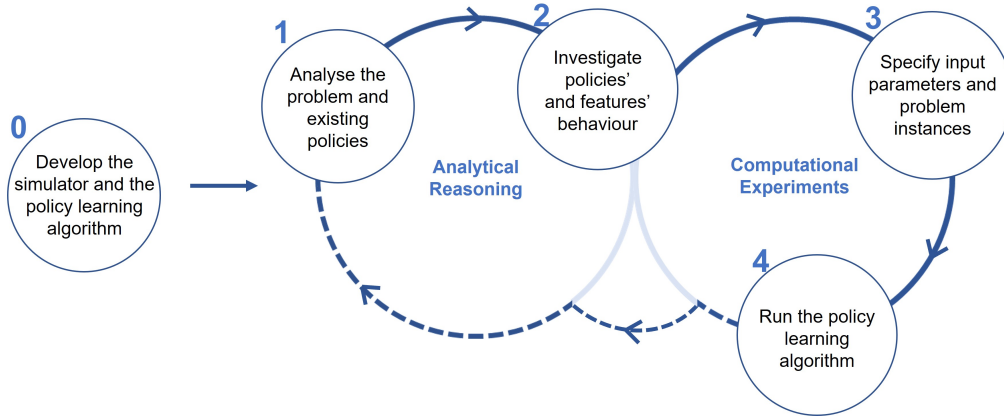 0
Develop the
simulator and the
policy learning
algorithm
1
Analyse the
problem and
existing
policies
Analytical
Reasoning
2
Investigate
policies'
and features'
behaviour
Computational
Experiments
3
Specify input
parameters and
problem
instances
4
Run the policy
learning
algorithm